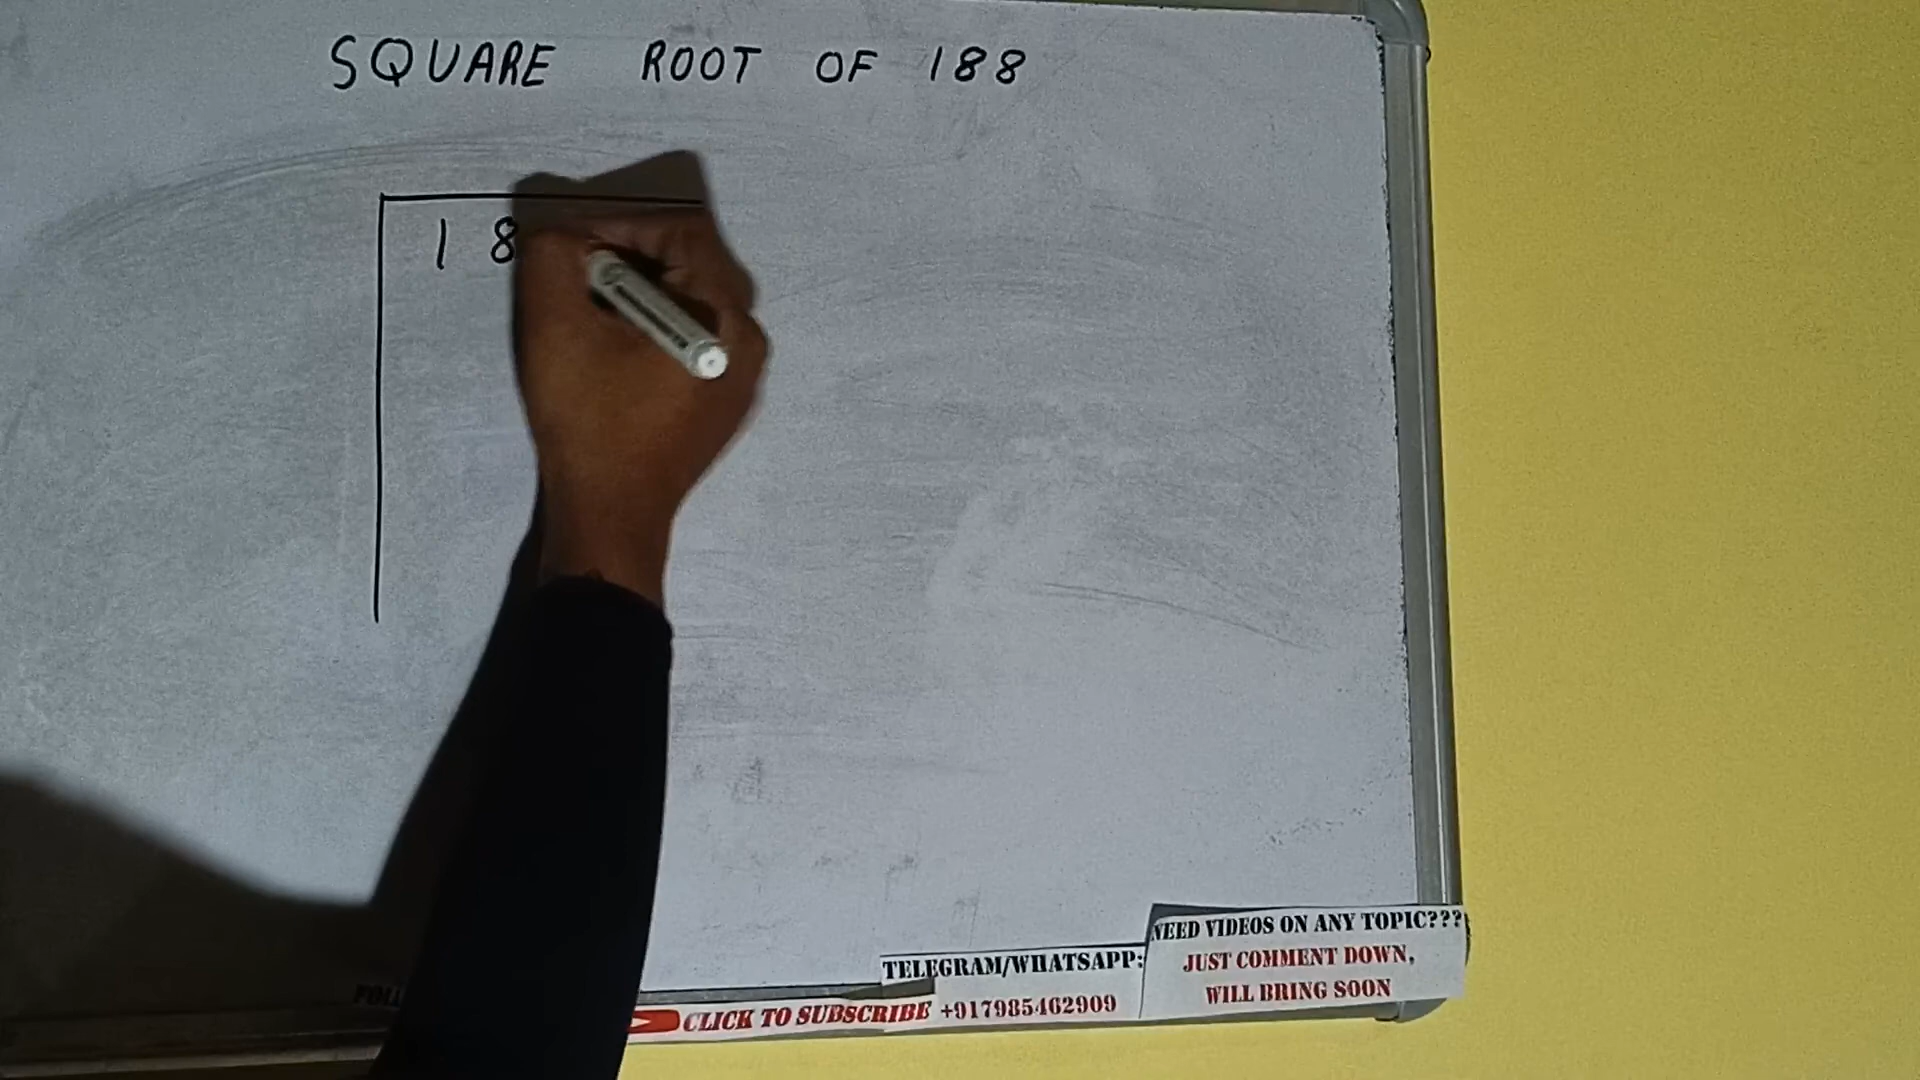 SQUARE ROOT OF 188
1 8
NEED VIDEOS ON ANY TOPIC???
JUST COMMENT DOWN,
WILL BRING SOON
TELEGRAM/WHATSAPP:
CLICK TO SUBSCRIBE +917985462909